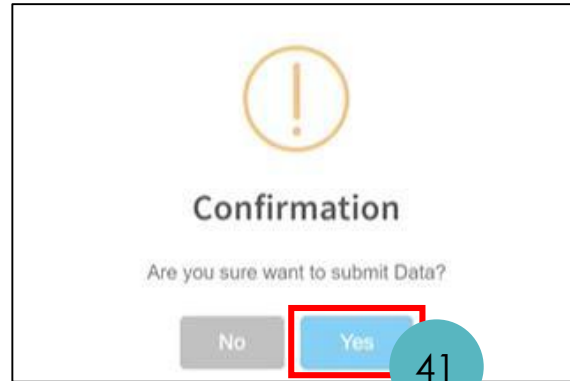 !
Confirmation
Are you sure want to submit Data?
No Yes
41